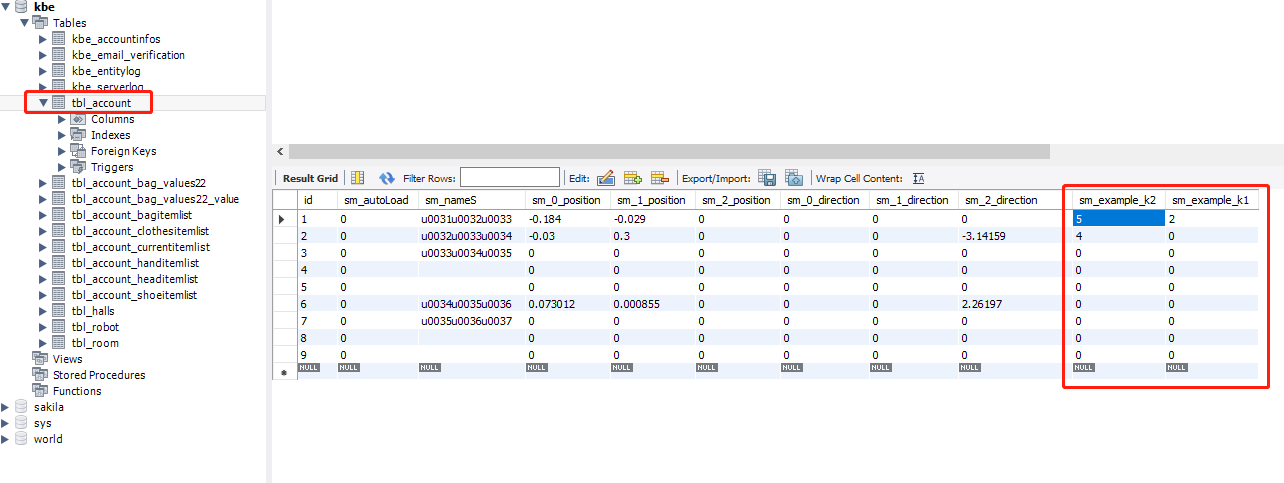 kbe
Tables
kbe_accountinfos
kbe_email_verification
kbe_entitylog
kbe_serverlog
tbl_account
Columns
Indexes
Foreign Keys
Triggers
tbl_account_bag_values22
tbl_account_bag_values22_value
tbl_account_bagitemlist
tbl_account_clothesitemlist
tbl_account_currentitemlist
tbl_account_handitemlist
tbl_account_headitemlist
tbl_account_shoeitemlist
tbl_halls
tbl_robot
tbl_room
Views
Stored Procedures
Functions
sakila
sys
world
Result Grid Filter Rows: Edit: Export/Import: Wrap Cell Content:
id sm_autoLoad sm_nameS sm_0_position sm_1_position sm_2_position sm_0_direction sm_1_direction sm_2_direction sm_example_k2 sm_example_k1
1 0 u0031u0032u0033 -0.184 -0.029 0 0 0 0 5 2
2 0 u0032u0033u0034 -0.03 0.3 0 0 0 -3.14159 4 0
3 0 u0033u0034u0035 0 0 0 0 0 0 0 0
4 0 0 0 0 0 0 0 0 0
5 0 0 0 0 0 0 0 0 0
6 0 u0034u0035u0036 0.073012 0.000855 0 0 0 2.26197 0 0
7 0 u0035u0036u0037 0 0 0 0 0 0 0 0
8 0 0 0 0 0 0 0 0 0
9 0 0 0 0 0 0 0 0 0
NULL NULL NULL NULL NULL NULL NULL NULL NULL NULL NULL